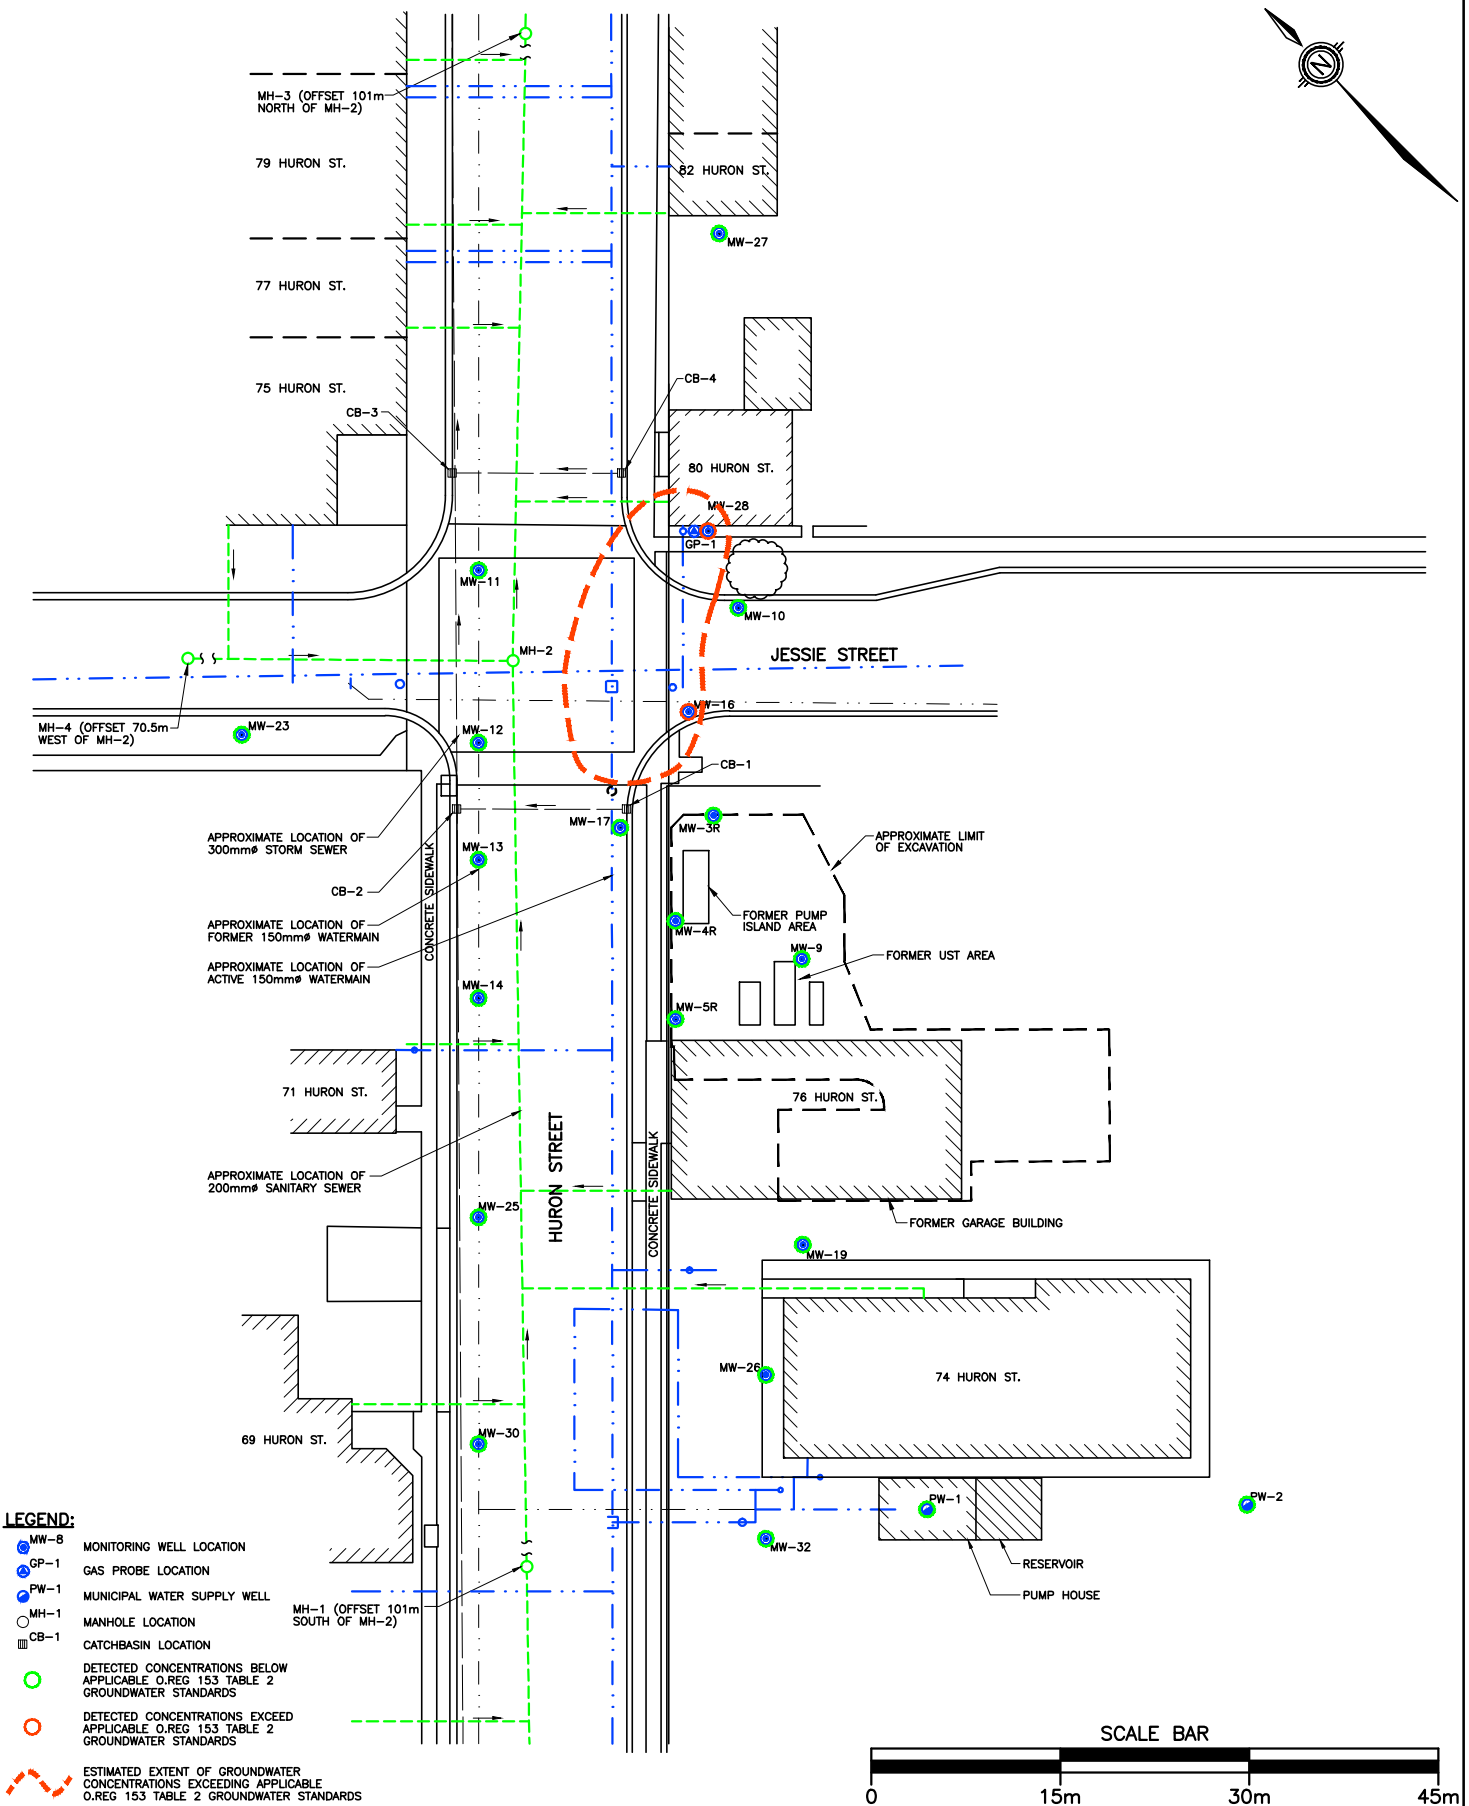 MH-3 (OFFSET 101m
NORTH OF MH-2)
N
79 HURON ST.
82 HURON ST.
MW-27
77 HURON ST.
75 HURON ST.
CB-4
CB-3
80 HURON ST.
MW-28
GP-1
MW-11
MW-10
MH-2
JESSIE STREET
MW-16
MH-4 (OFFSET 70.5m
WEST OF MH-2)
MW-23
MW-12
CB-1
MW-17
MW-3R
APPROXIMATE LOCATION OF
300mmø STORM SEWER
MW-13
APPROXIMATE LIMIT
OF EXCAVATION
CB-2
CONCRETE SIDEWALK
APPROXIMATE LOCATION OF
FORMER 150mmø WATERMAIN
FORMER PUMP
ISLAND AREA
MW-4R
MW-9
FORMER UST AREA
APPROXIMATE LOCATION OF
ACTIVE 150mmø WATERMAIN
MW-14
MW-5R
71 HURON ST.
76 HURON ST.
HURON STREET
CONCRETE SIDEWALK
APPROXIMATE LOCATION OF
200mmø SANITARY SEWER
MW-25
FORMER GARAGE BUILDING
MW-19
MW-26
74 HURON ST.
69 HURON ST.
MW-30
PW-1
PW-2
MW-32
RESERVOIR
PUMP HOUSE
MH-1 (OFFSET 101m
SOUTH OF MH-2)
LEGEND:
MW-8
MONITORING WELL LOCATION
GP-1
GAS PROBE LOCATION
PW-1
MUNICIPAL WATER SUPPLY WELL
MH-1
MANHOLE LOCATION
CB-1
CATCHBASIN LOCATION
DETECTED CONCENTRATIONS BELOW
APPLICABLE O.REG 153 TABLE 2
GROUNDWATER STANDARDS
DETECTED CONCENTRATIONS EXCEED
APPLICABLE O.REG 153 TABLE 2
GROUNDWATER STANDARDS
ESTIMATED EXTENT OF GROUNDWATER
CONCENTRATIONS EXCEEDING APPLICABLE
O.REG 153 TABLE 2 GROUNDWATER STANDARDS
SCALE BAR
0 15m 30m 45m